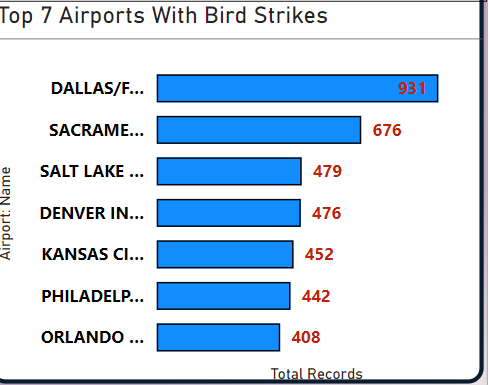 Top 7 Airports With Bird Strikes
Airport: Name
DALLAS/F... 931
SACRAME... 676
SALT LAKE ... 479
DENVER IN... 476
KANSAS CI... 452
PHILADELP... 442
ORLANDO ... 408
Total Records